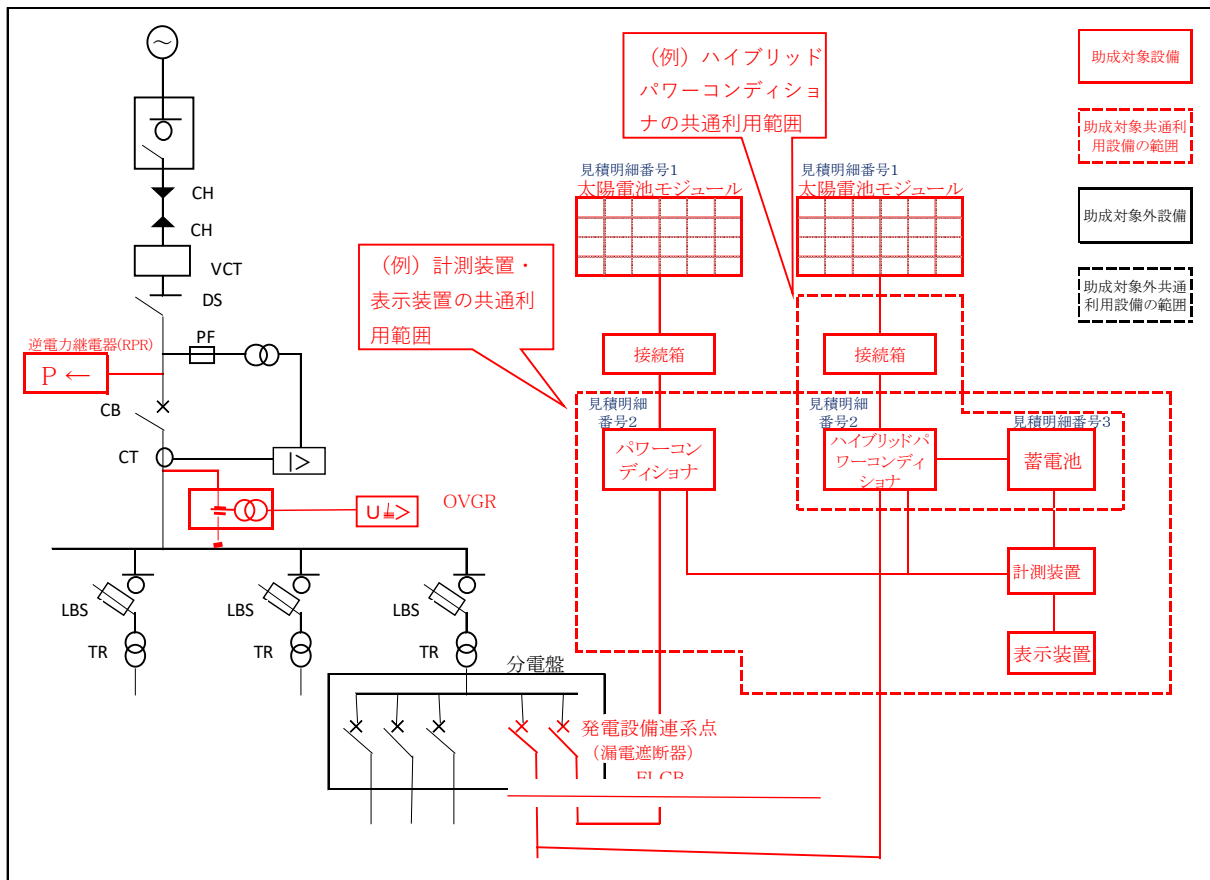 (例)ハイブリッド
パワーコンディショ
ナの共通利用範囲
助成対象設備
助成対象共通利
用設備の範囲
助成対象外設備
助成対象外共通
利用設備の範囲
見積明細番号1
太陽電池モジュール
見積明細番号1
太陽電池モジュール
CH
CH
VCT
DS
(例)計測装置・
表示装置の共通利
用範囲
PF
逆電力継電器(RPR)
P ←
接続箱
接続箱
CB
CT
I>
見積明細
番号2
パワーコン
ディショナ
見積明細
番号2
ハイブリッドパ
ワーコンディ
ショナ
見積明細番号3
蓄電池
OVGR
U⏚>
計測装置
表示装置
LBS
LBS
LBS
TR
TR
TR
分電盤
発電設備連系点
(漏電遮断器)
ELCB